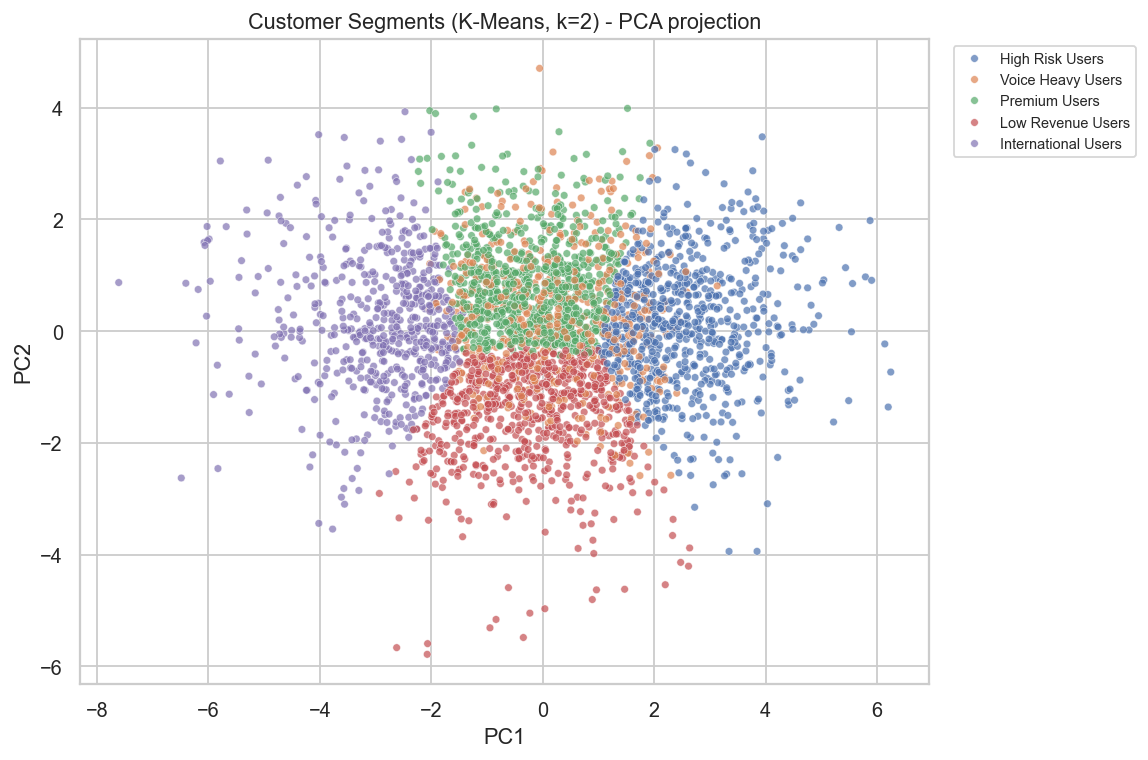 Customer Segments (K-Means, k=2) - PCA projection
High Risk Users
Voice Heavy Users
Premium Users
Low Revenue Users
International Users
PC2
4
2
0
−2
−4
−6
−8 −6 −4 −2 0 2 4 6
PC1